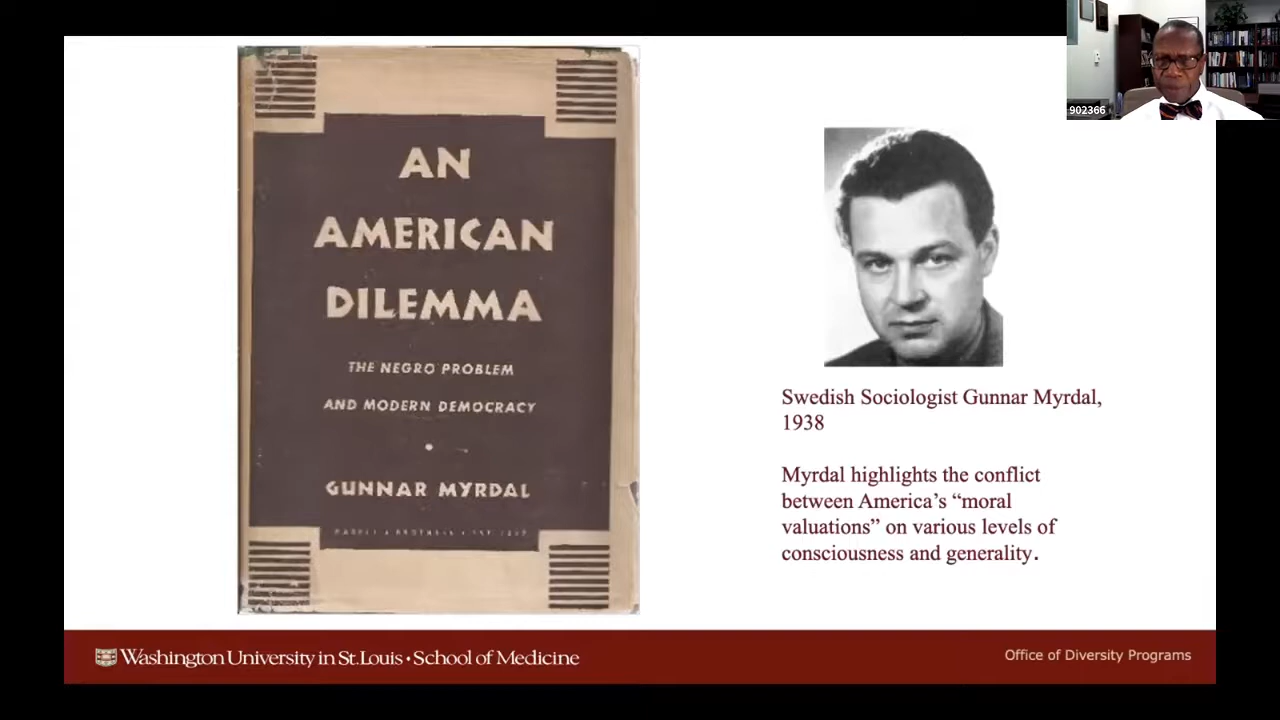 AN
AMERICAN
DILEMMA
THE NEGRO PROBLEM
AND MODERN DEMOCRACY
GUNNAR MYRDAL
902366
Swedish Sociologist Gunnar Myrdal,
1938
Myrdal highlights the conflict
between America’s “moral
valuations” on various levels of
consciousness and generality.
Washington University in St. Louis • School of Medicine
Office of Diversity Programs